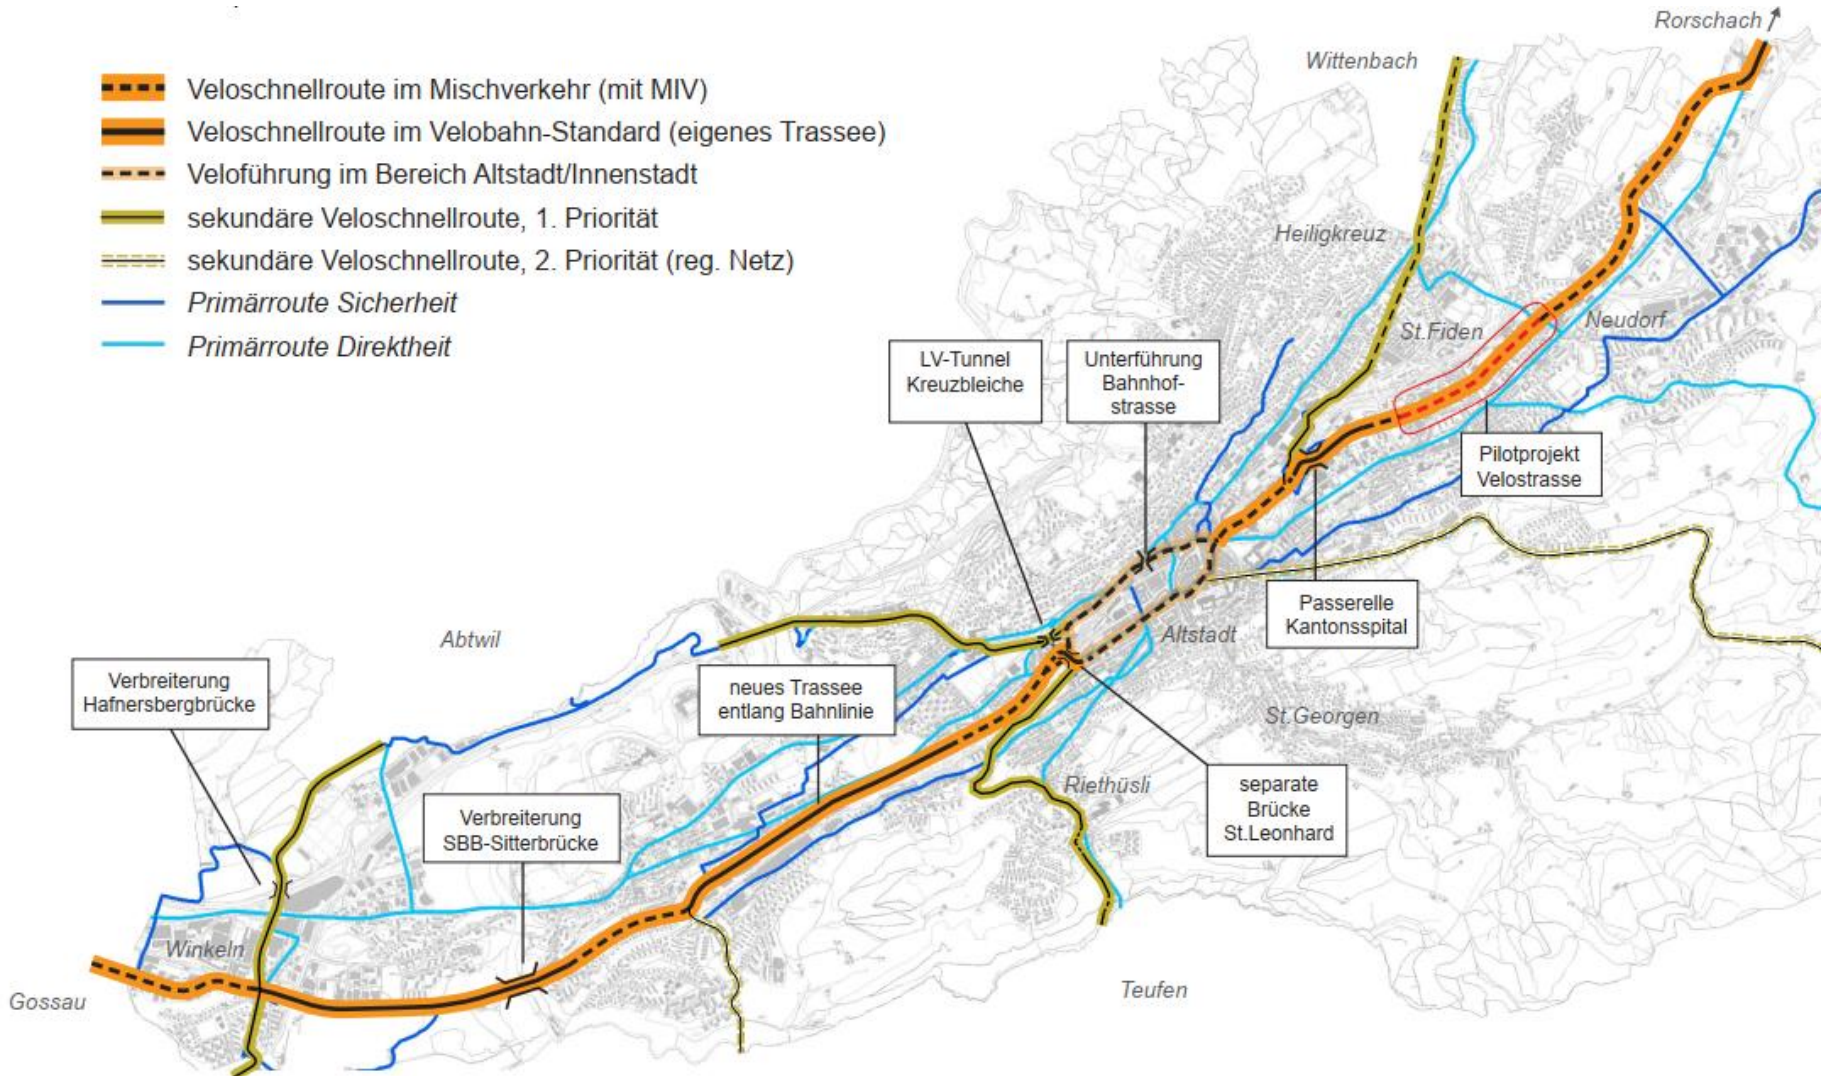 Veloschnellroute im Mischverkehr (mit MIV)
Veloschnellroute im Velobahn-Standard (eigenes Trassee)
Veloführung im Bereich Altstadt/Innenstadt
sekundäre Veloschnellroute, 1. Priorität
sekundäre Veloschnellroute, 2. Priorität (reg. Netz)
Primärroute Sicherheit
Primärroute Direktheit
Rorschach
Wittenbach
Heiligkreuz
St.Fiden
Neudorf
LV-Tunnel
Kreuzbleiche
Unterführung
Bahnhof-
strasse
Pilotprojekt
Velostrasse
Passerelle
Kantonsspital
Altstadt
Abtwil
Verbreiterung
Hafnersbergbrücke
neues Trassee
entlang Bahnlinie
St.Georgen
Riethüsli
separate
Brücke
St.Leonhard
Verbreiterung
SBB-Sitterbrücke
Winkeln
Gossau
Teufen